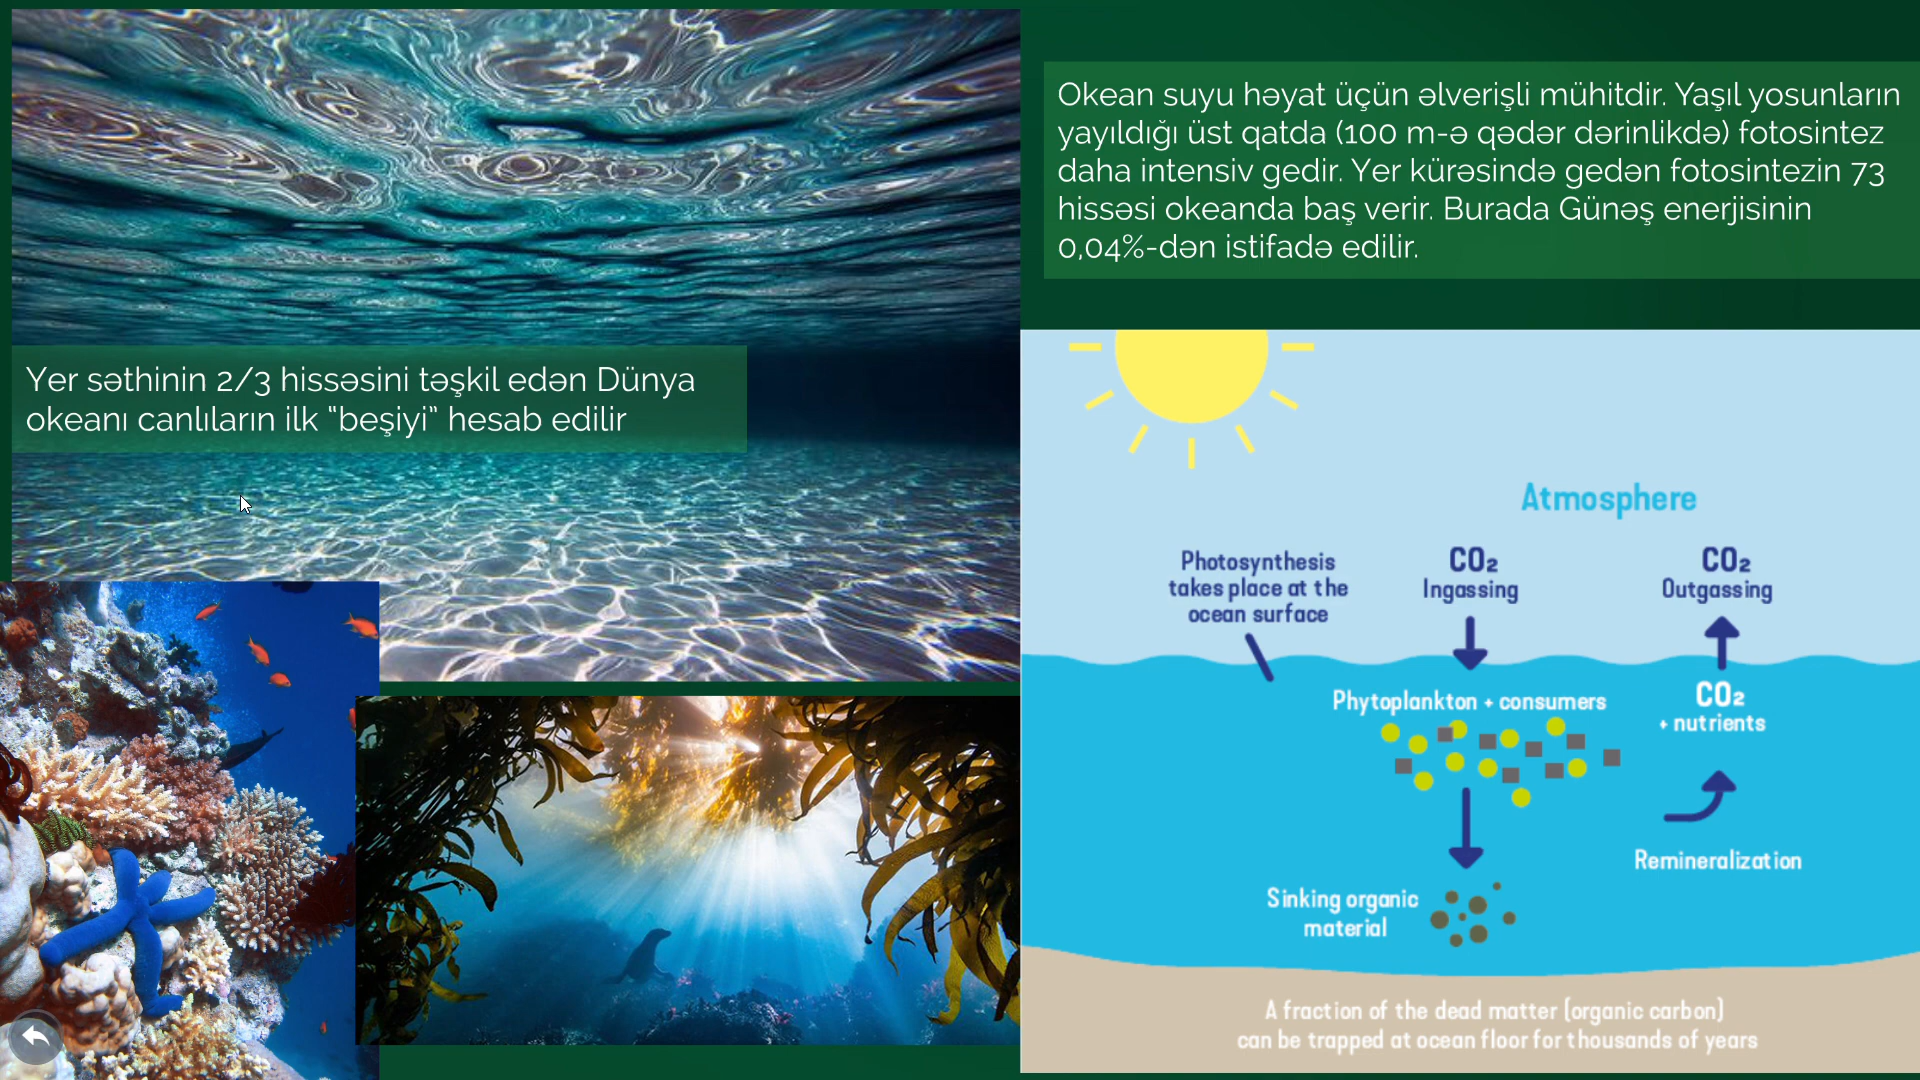 Okean suyu həyat üçün əlverişli mühitdir. Yaşıl yosunların
yayıldığı üst qatda (100 m-ə qədər dərinlikdə) fotosintez
daha intensiv gedir. Yer kürəsində gedən fotosintezin 73
hissəsi okeanda baş verir. Burada Günəş enerjisinin
0,04%-dən istifadə edilir.
Yer səthinin 2/3 hissəsini təşkil edən Dünya
okeanı canlıların ilk “beşiyi” hesab edilir
Atmosphere
Photosynthesis
takes place at the
ocean surface
CO₂
Ingassing
CO₂
Outgassing
Phytoplankton + consumers
CO₂
+ nutrients
Remineralization
Sinking organic
material
A fraction of the dead matter (organic carbon)
can be trapped at ocean floor for thousands of years